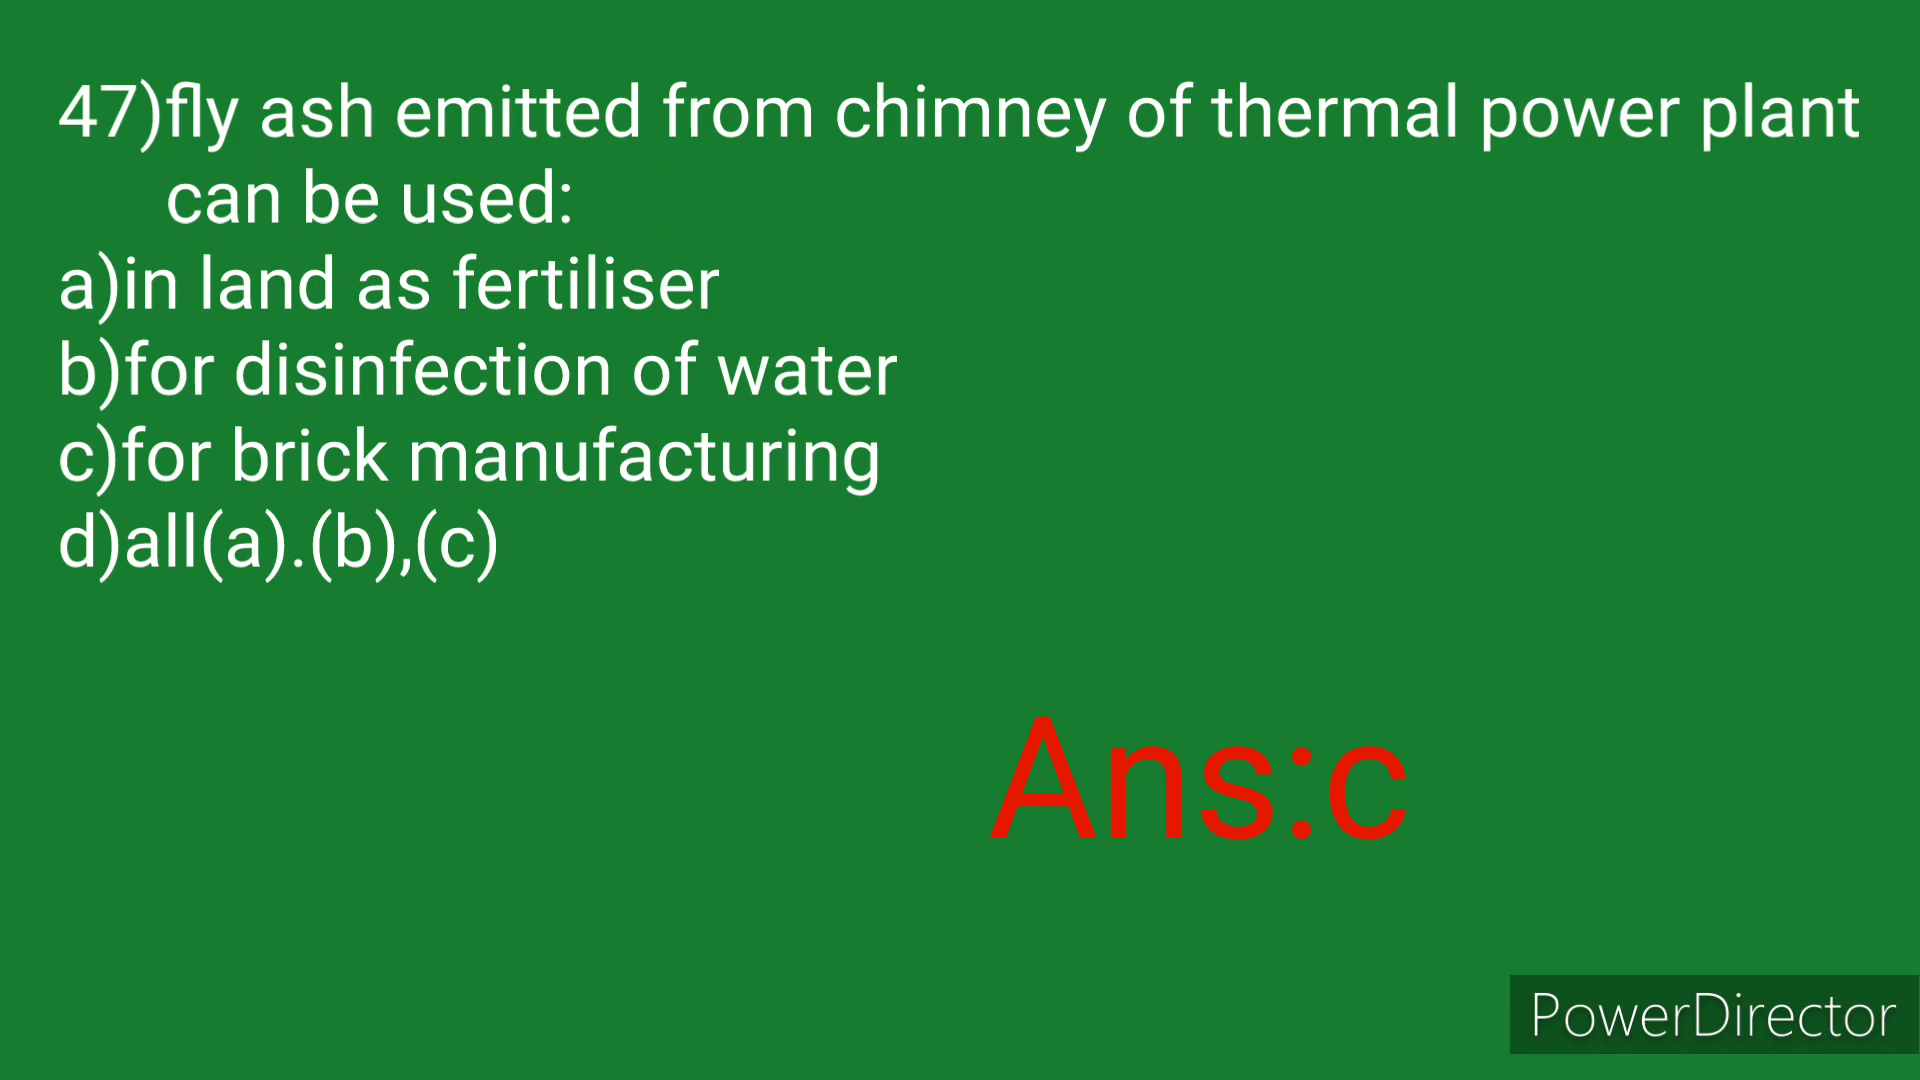 47)fly ash emitted from chimney of thermal power plant
can be used:
a)in land as fertiliser
b)for disinfection of water
c)for brick manufacturing
d)all(a).(b),(c)
Ans:c
PowerDirector